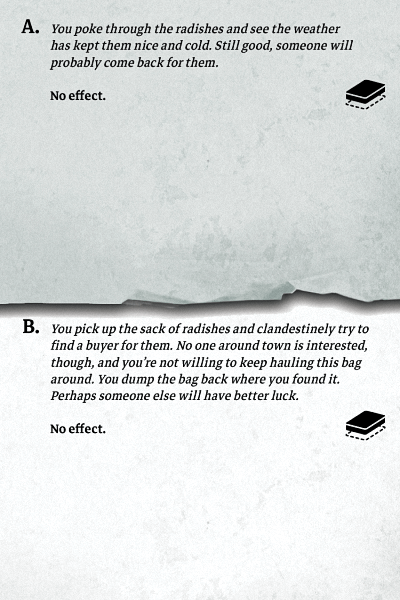 A. You poke through the radishes and see the weather
has kept them nice and cold. Still good, someone will
probably come back for them.
No effect.
B. You pick up the sack of radishes and clandestinely try to
find a buyer for them. No one around town is interested,
though, and you're not willing to keep hauling this bag
around. You dump the bag back where you found it.
Perhaps someone else will have better luck.
No effect.